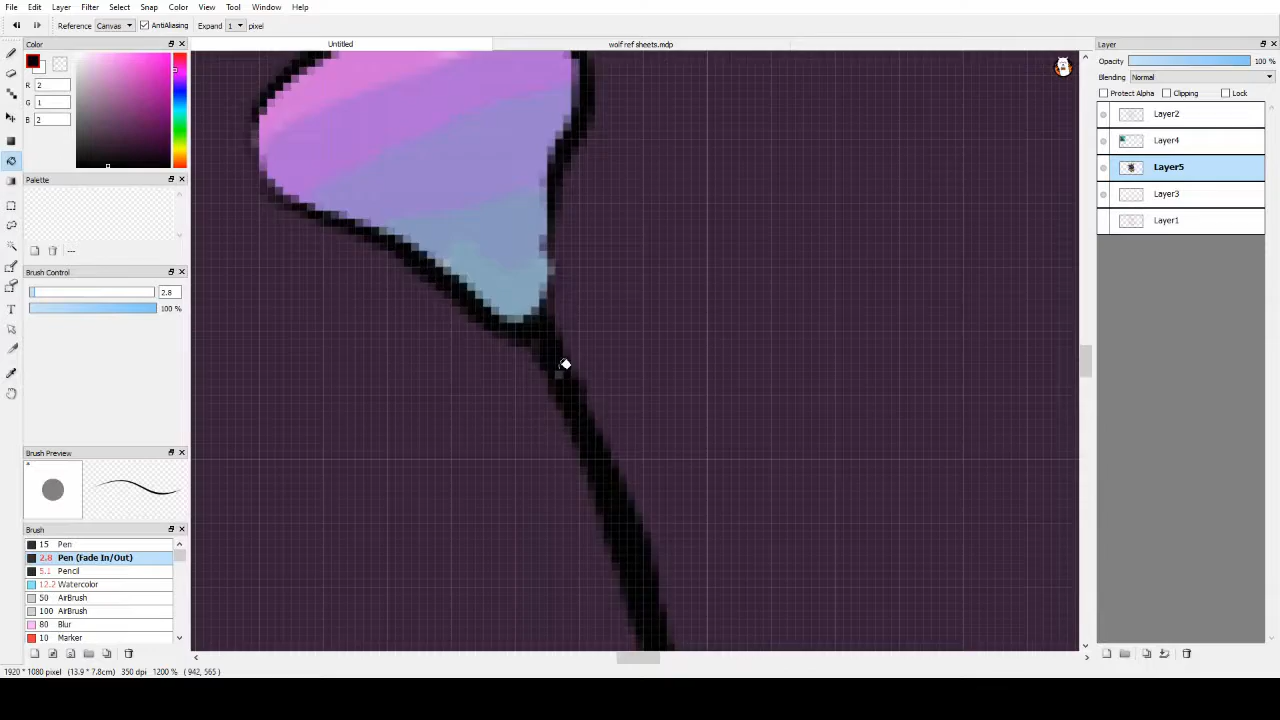 File Edit Layer Filter Select Snap Color View Tool Window Help
Reference Canvas AntiAliasing Expand 1 pixel
Color
R 2
G 1
B 2
Palette
---
Brush Control
2.8
100 %
Brush Preview
Brush
15 Pen
2.8 Pen (Fade In/Out)
5.1 Pencil
12.2 Watercolor
50 AirBrush
100 AirBrush
80 Blur
10 Marker
1920 * 1080 pixel (13.9 * 7.8cm) 350 dpi 1200 % ( 942, 565)
Untitled
wolf ref sheets.mdp
Layer
Opacity 100 %
Blending Normal
Protect Alpha Clipping Lock
Layer2
Layer4
Layer5
Layer3
Layer1